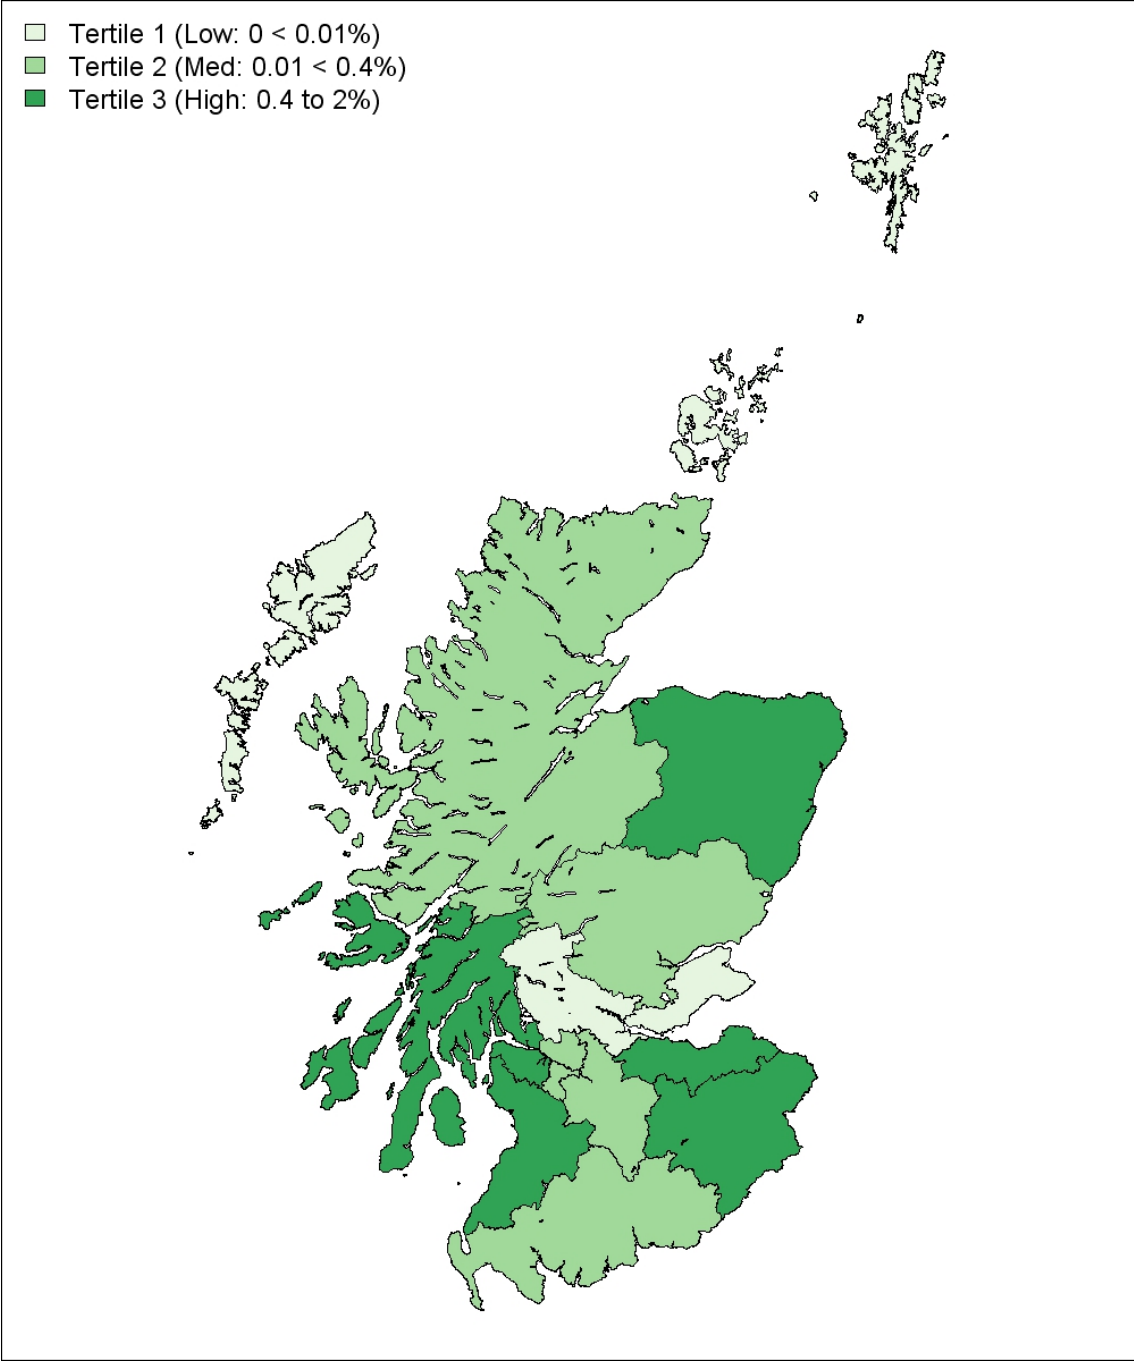 Tertile 1 (Low: 0 < 0.01%)
Tertile 2 (Med: 0.01 < 0.4%)
Tertile 3 (High: 0.4 to 2%)